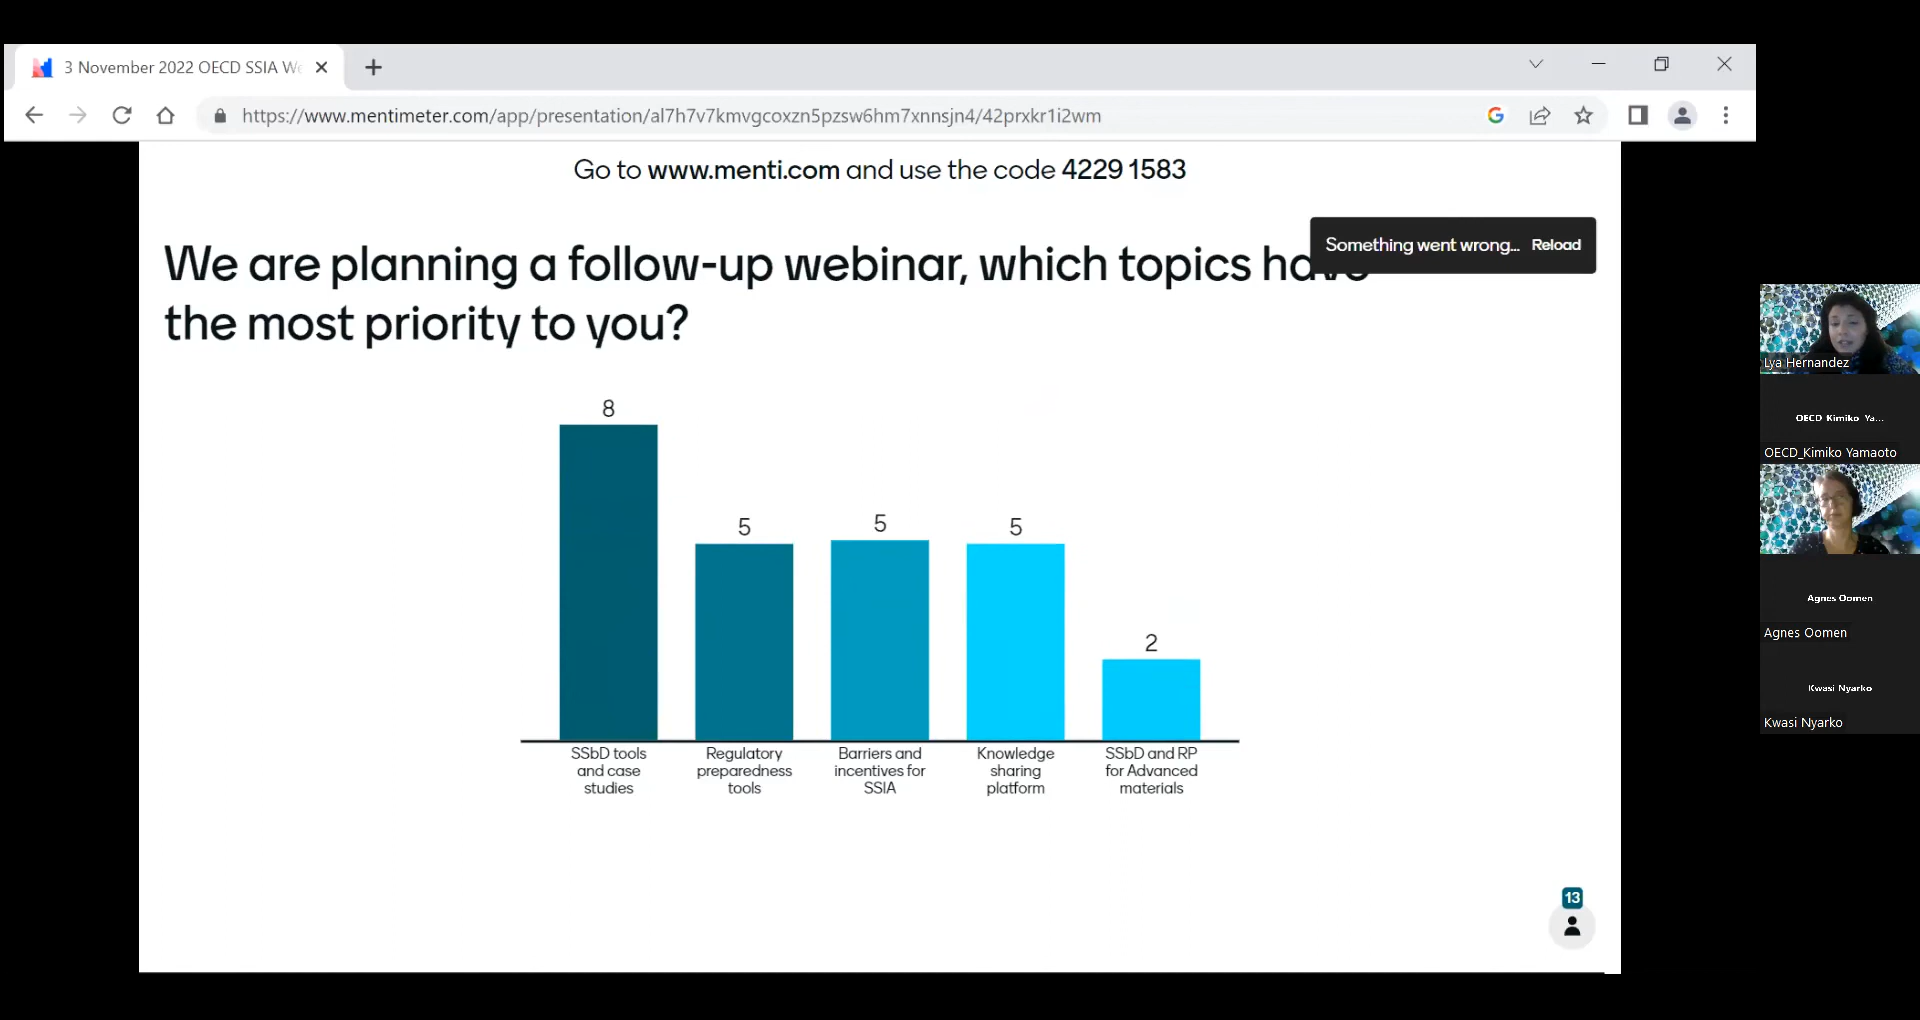 3 November 2022 OECD SSIA We
https://www.mentimeter.com/app/presentation/al7h7v7kmvgcoxzn5pzsw6hm7xnnsjn4/42prxkr1i2wm
Go to www.menti.com and use the code 4229 1583
Something went wrong... Reload
We are planning a follow-up webinar, which topics have
the most priority to you?
8
5
5
5
2
SSbD tools
and case
studies
Regulatory
preparedness
tools
Barriers and
incentives for
SSIA
Knowledge
sharing
platform
SSbD and RP
for Advanced
materials
13
Lya Hernandez
OECD Kimiko Ya...
OECD_Kimiko Yamaoto
Agnes Oomen
Agnes Oomen
Kwasi Nyarko
Kwasi Nyarko